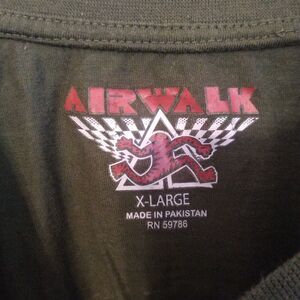 AIRWALK
X-LARGE
MADE IN PAKISTAN
RN 59786